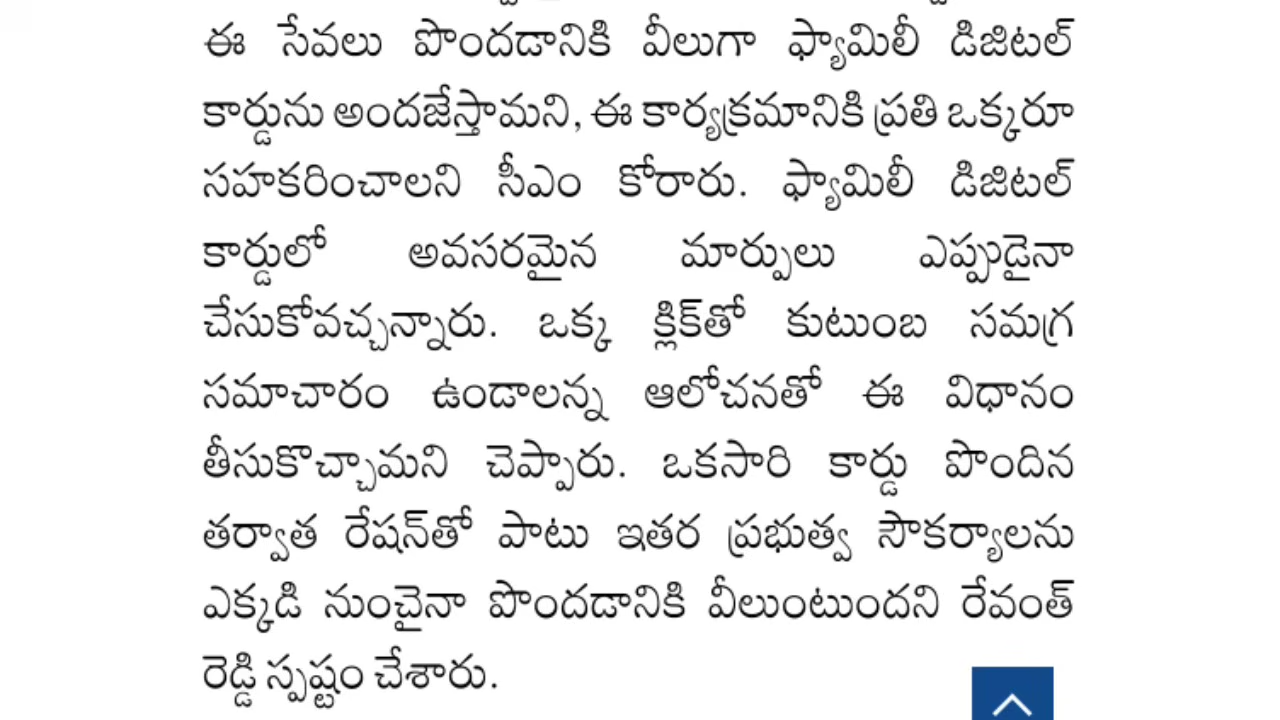 ఈ సేవలు పొందడానికి వీలుగా ఫ్యామిలీ డిజిటల్
కార్డును అందజేస్తామని, ఈ కార్యక్రమానికి ప్రతి ఒక్కరూ
సహకరించాలని సీఎం కోరారు. ఫ్యామిలీ డిజిటల్
కార్డులో అవసరమైన మార్పులు ఎప్పుడైనా
చేసుకోవచ్చన్నారు. ఒక్క క్లిక్‌తో కుటుంబ సమగ్ర
సమాచారం ఉండాలన్న ఆలోచనతో ఈ విధానం
తీసుకొచ్చామని చెప్పారు. ఒకసారి కార్డు పొందిన
తర్వాత రేషన్‌తో పాటు ఇతర ప్రభుత్వ సౌకర్యాలను
ఎక్కడి నుంచైనా పొందడానికి వీలుంటుందని రేవంత్
రెడ్డి స్పష్టం చేశారు.